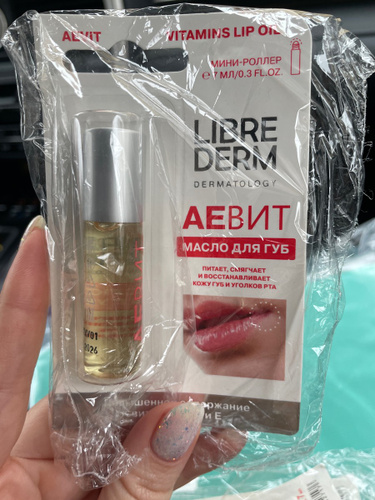 AEViT
VITAMINS LIP OIL
МИНИ-РОЛЛЕР
7 МЛ/0.3 FL.OZ.
LIBRE
DERM
DERMATOLOGY
АЕВИТ
МАСЛО ДЛЯ ГУБ
ПИТАЕТ, СМЯГЧАЕТ
И ВОССТАНАВЛИВАЕТ
КОЖУ ГУБ И УГОЛКОВ РТА
и Е